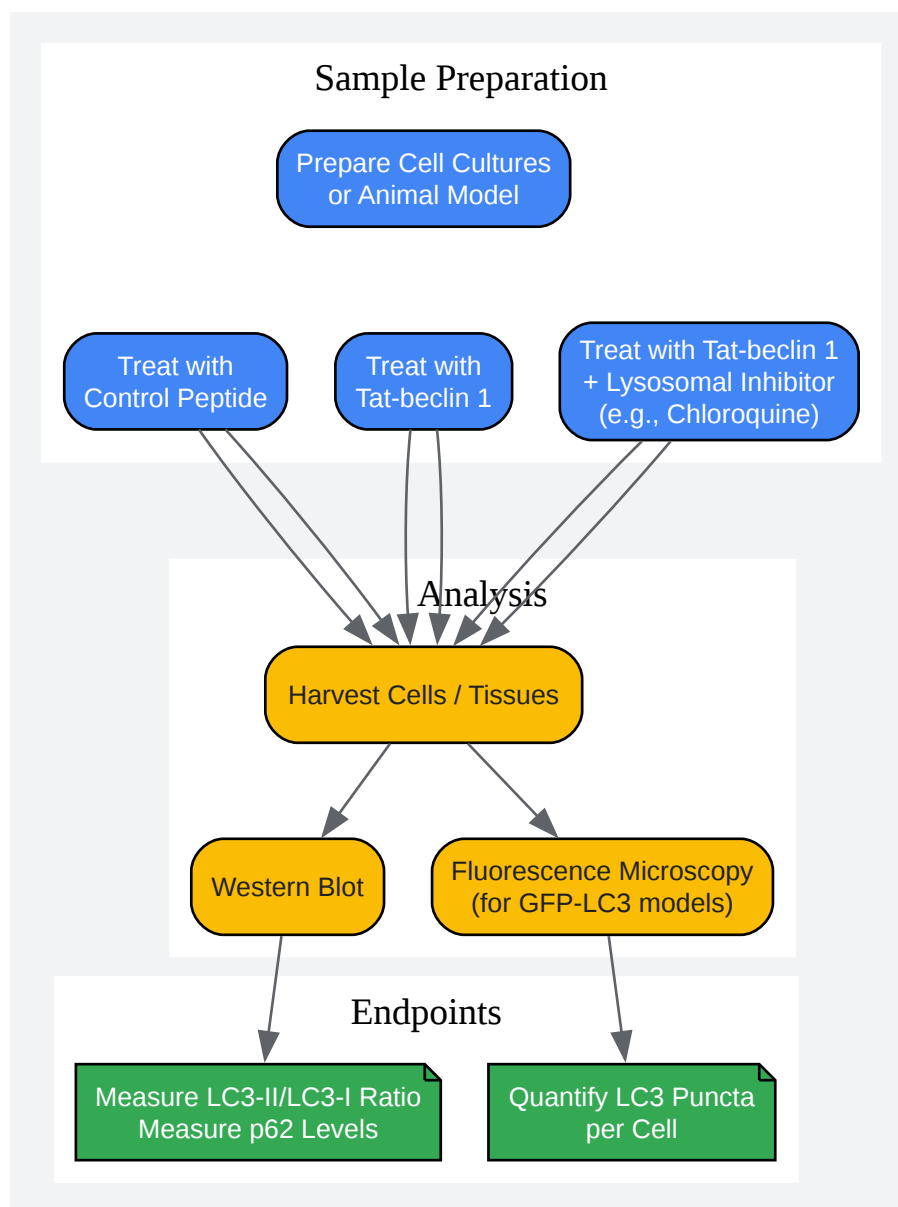 Sample Preparation
Prepare Cell Cultures
or Animal Model
Treat with
Control Peptide
Treat with
Tat-beclin 1
Treat with Tat-beclin 1
+ Lysosomal Inhibitor
(e.g., Chloroquine)
Analysis
Harvest Cells / Tissues
Western Blot
Fluorescence Microscopy
(for GFP-LC3 models)
Endpoints
Measure LC3-II/LC3-I Ratio
Measure p62 Levels
Quantify LC3 Puncta
per Cell